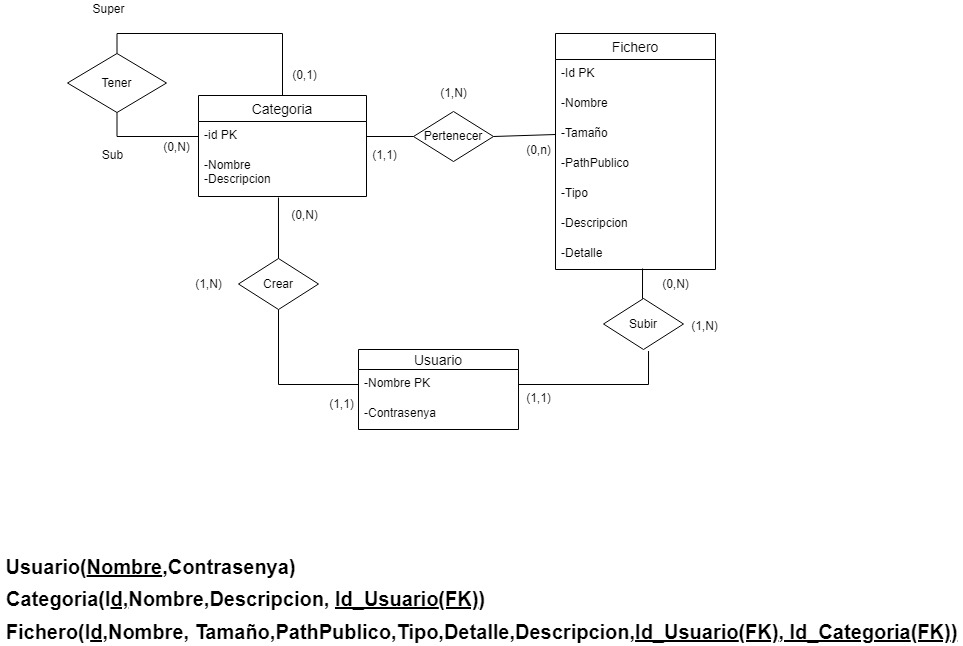 Super
Tener
(0,1)
Sub
(0,N)
Categoria
-id PK
-Nombre
-Descripcion
(1,N)
Pertenecer
(1,1)
(0,n)
Fichero
-Id PK
-Nombre
-Tamaño
-PathPublico
-Tipo
-Descripcion
-Detalle
(0,N)
(1,N)
Crear
(0,N)
Subir
(1,N)
Usuario
-Nombre PK
-Contrasenya
(1,1)
(1,1)
Usuario(Nombre,Contrasenya)
Categoria(Id,Nombre,Descripcion, Id_Usuario(FK))
Fichero(Id,Nombre, Tamaño,PathPublico,Tipo,Detalle,Descripcion,Id_Usuario(FK), Id_Categoria(FK))